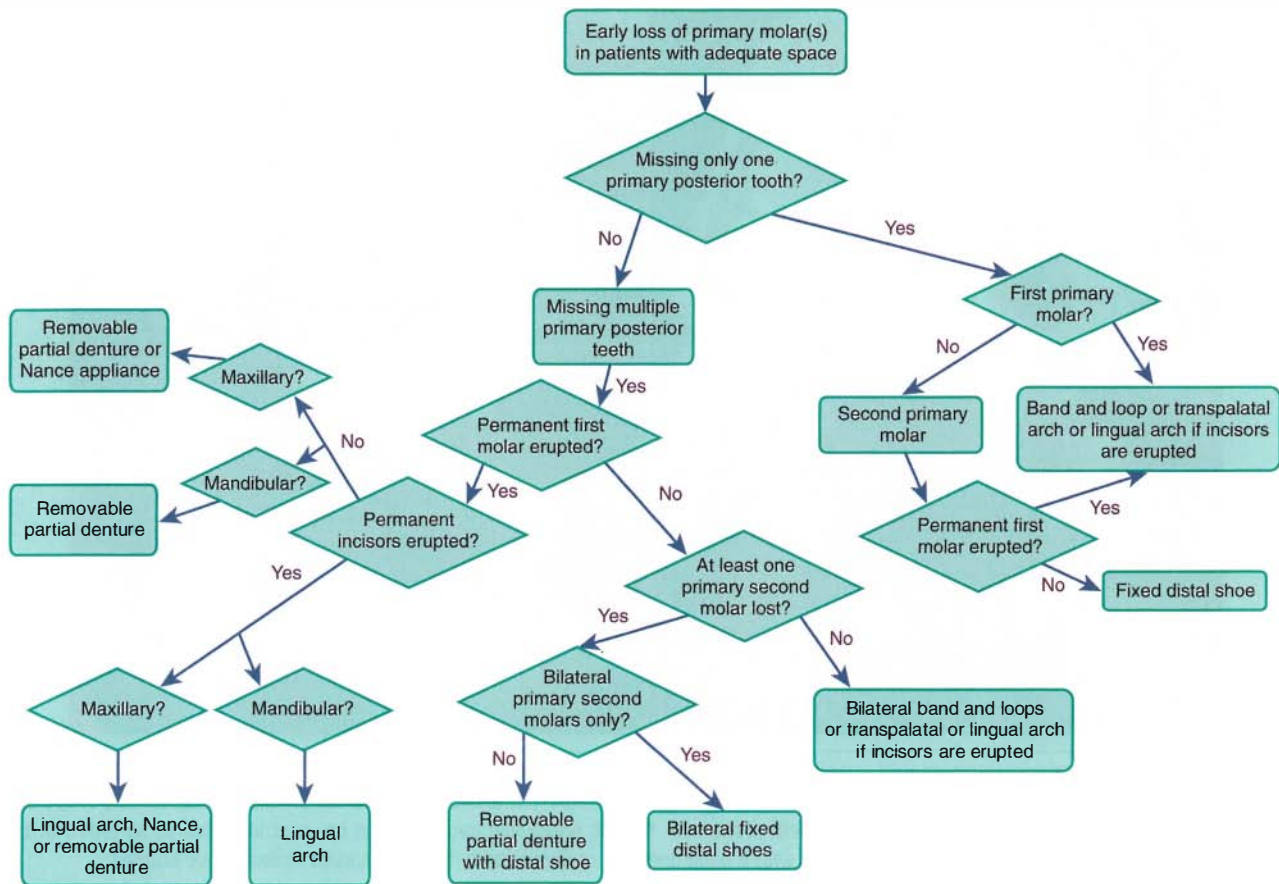 Early loss of primary molar(s)
in patients with adequate space
Missing only one
primary posterior tooth?
No
Yes
Missing multiple
primary posterior
teeth
First primary
molar?
Removable
partial denture or
Nance appliance
Maxillary?
No
Yes
Yes
Second primary
molar
Band and loop or transpalatal
arch or lingual arch if incisors
are erupted
Permanent first
molar erupted?
No
Mandibular?
Yes
No
Yes
Removable
partial denture
Permanent
incisors erupted?
Permanent first
molar erupted?
Yes
At least one
primary second
molar lost?
No
Fixed distal shoe
Yes
No
Bilateral
primary second
molars only?
Maxillary?
Mandibular?
Bilateral band and loops
or transpalatal or lingual arch
if incisors are erupted
No
Yes
Lingual arch, Nance,
or removable partial
denture
Lingual
arch
Removable
partial denture
with distal shoe
Bilateral fixed
distal shoes